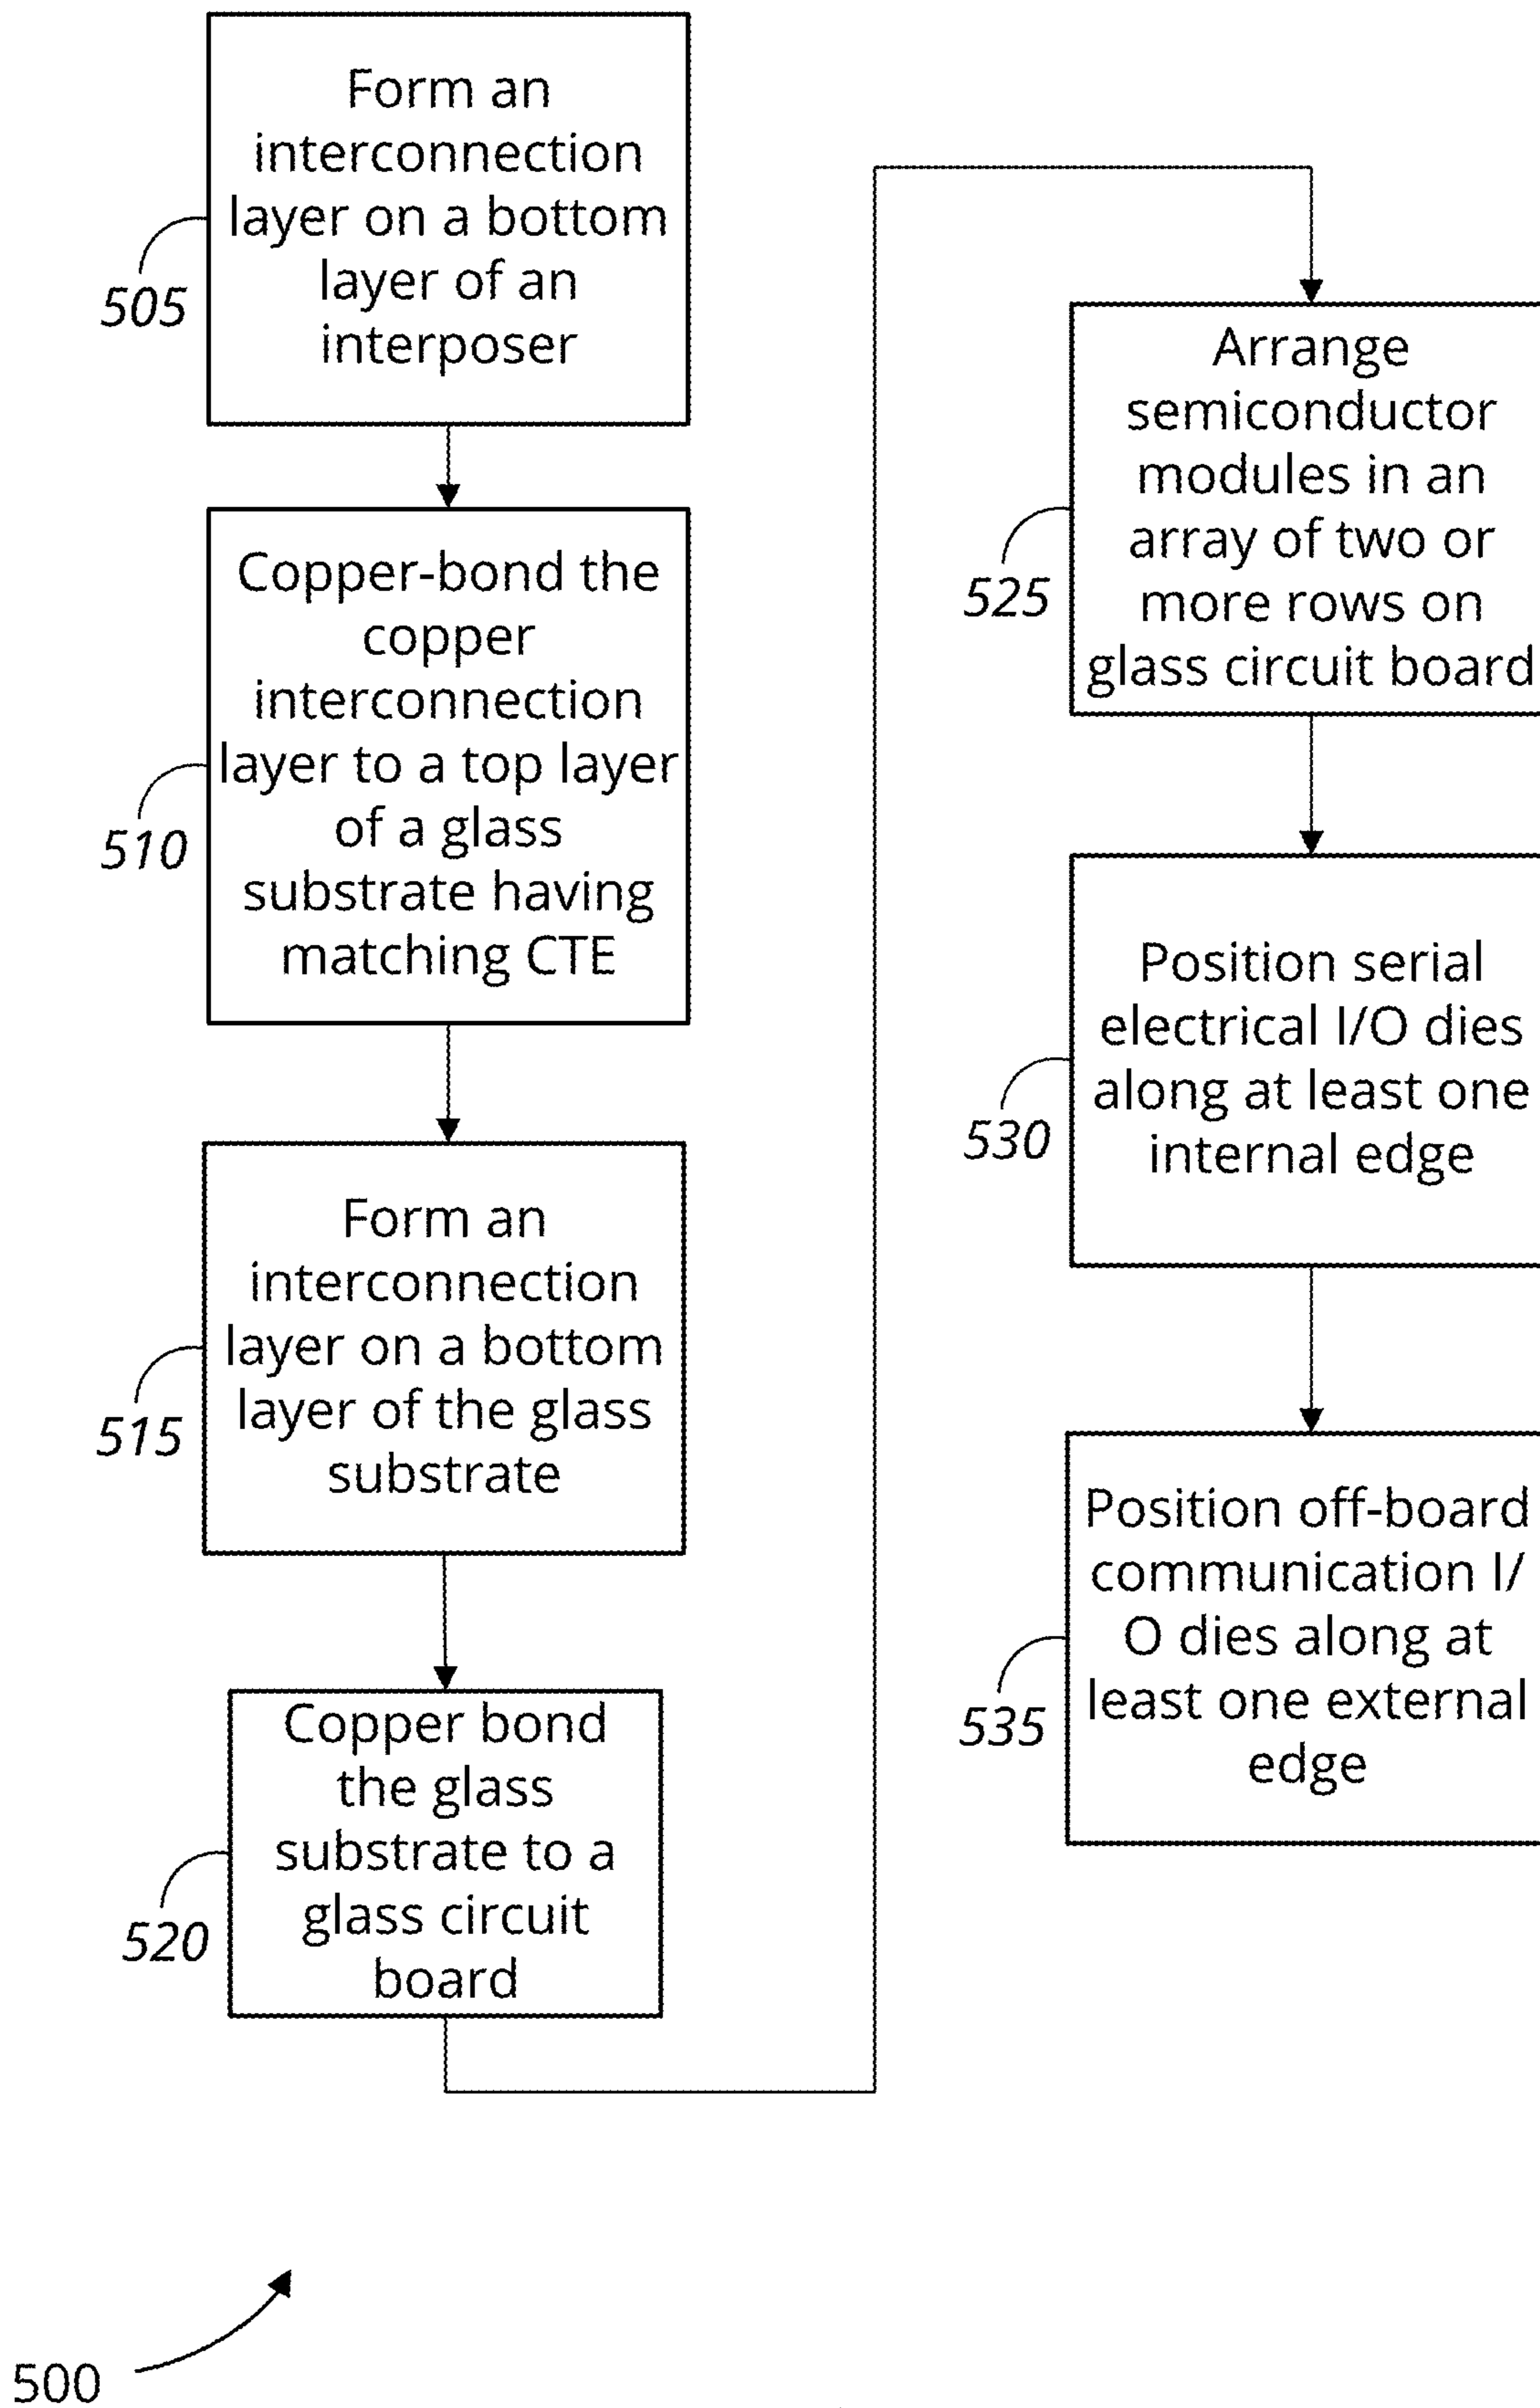 Form an
interconnection
layer on a bottom
layer of an
interposer
505
Copper-bond the
copper
interconnection
layer to a top layer
of a glass
substrate having
matching CTE
510
Form an
interconnection
layer on a bottom
layer of the glass
substrate
515
Copper bond
the glass
substrate to a
glass circuit
board
520
Arrange
semiconductor
modules in an
array of two or
more rows on
glass circuit board
525
Position serial
electrical I/O dies
along at least one
internal edge
530
Position off-board
communication I/
O dies along at
least one external
edge
535
500